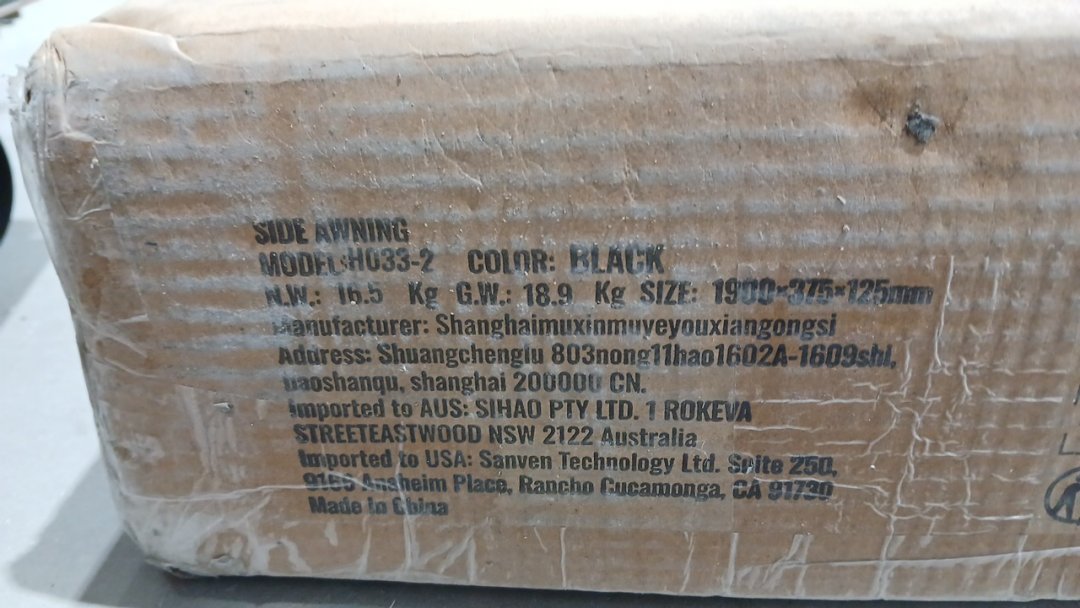 SIDE AWNING
MODEL:H033-2 COLOR: BLACK
N.W.: 16.5 Kg G.W.: 18.9 Kg SIZE: 1900*375*125mm
Manufacturer: Shanghaimuxinmuyeyouxiangongsi
Address: Shuangchenglu 803nong11hao1602A-1609shi,
baoshanqu, shanghai 200000 CN.
Imported to AUS: SIHAO PTY LTD. 1 ROKEVA
STREETEASTWOOD NSW 2122 Australia
Imported to USA: Sanven Technology Ltd. Suite 250,
9166 Anaheim Place, Rancho Cucamonga, CA 91730
Made In China